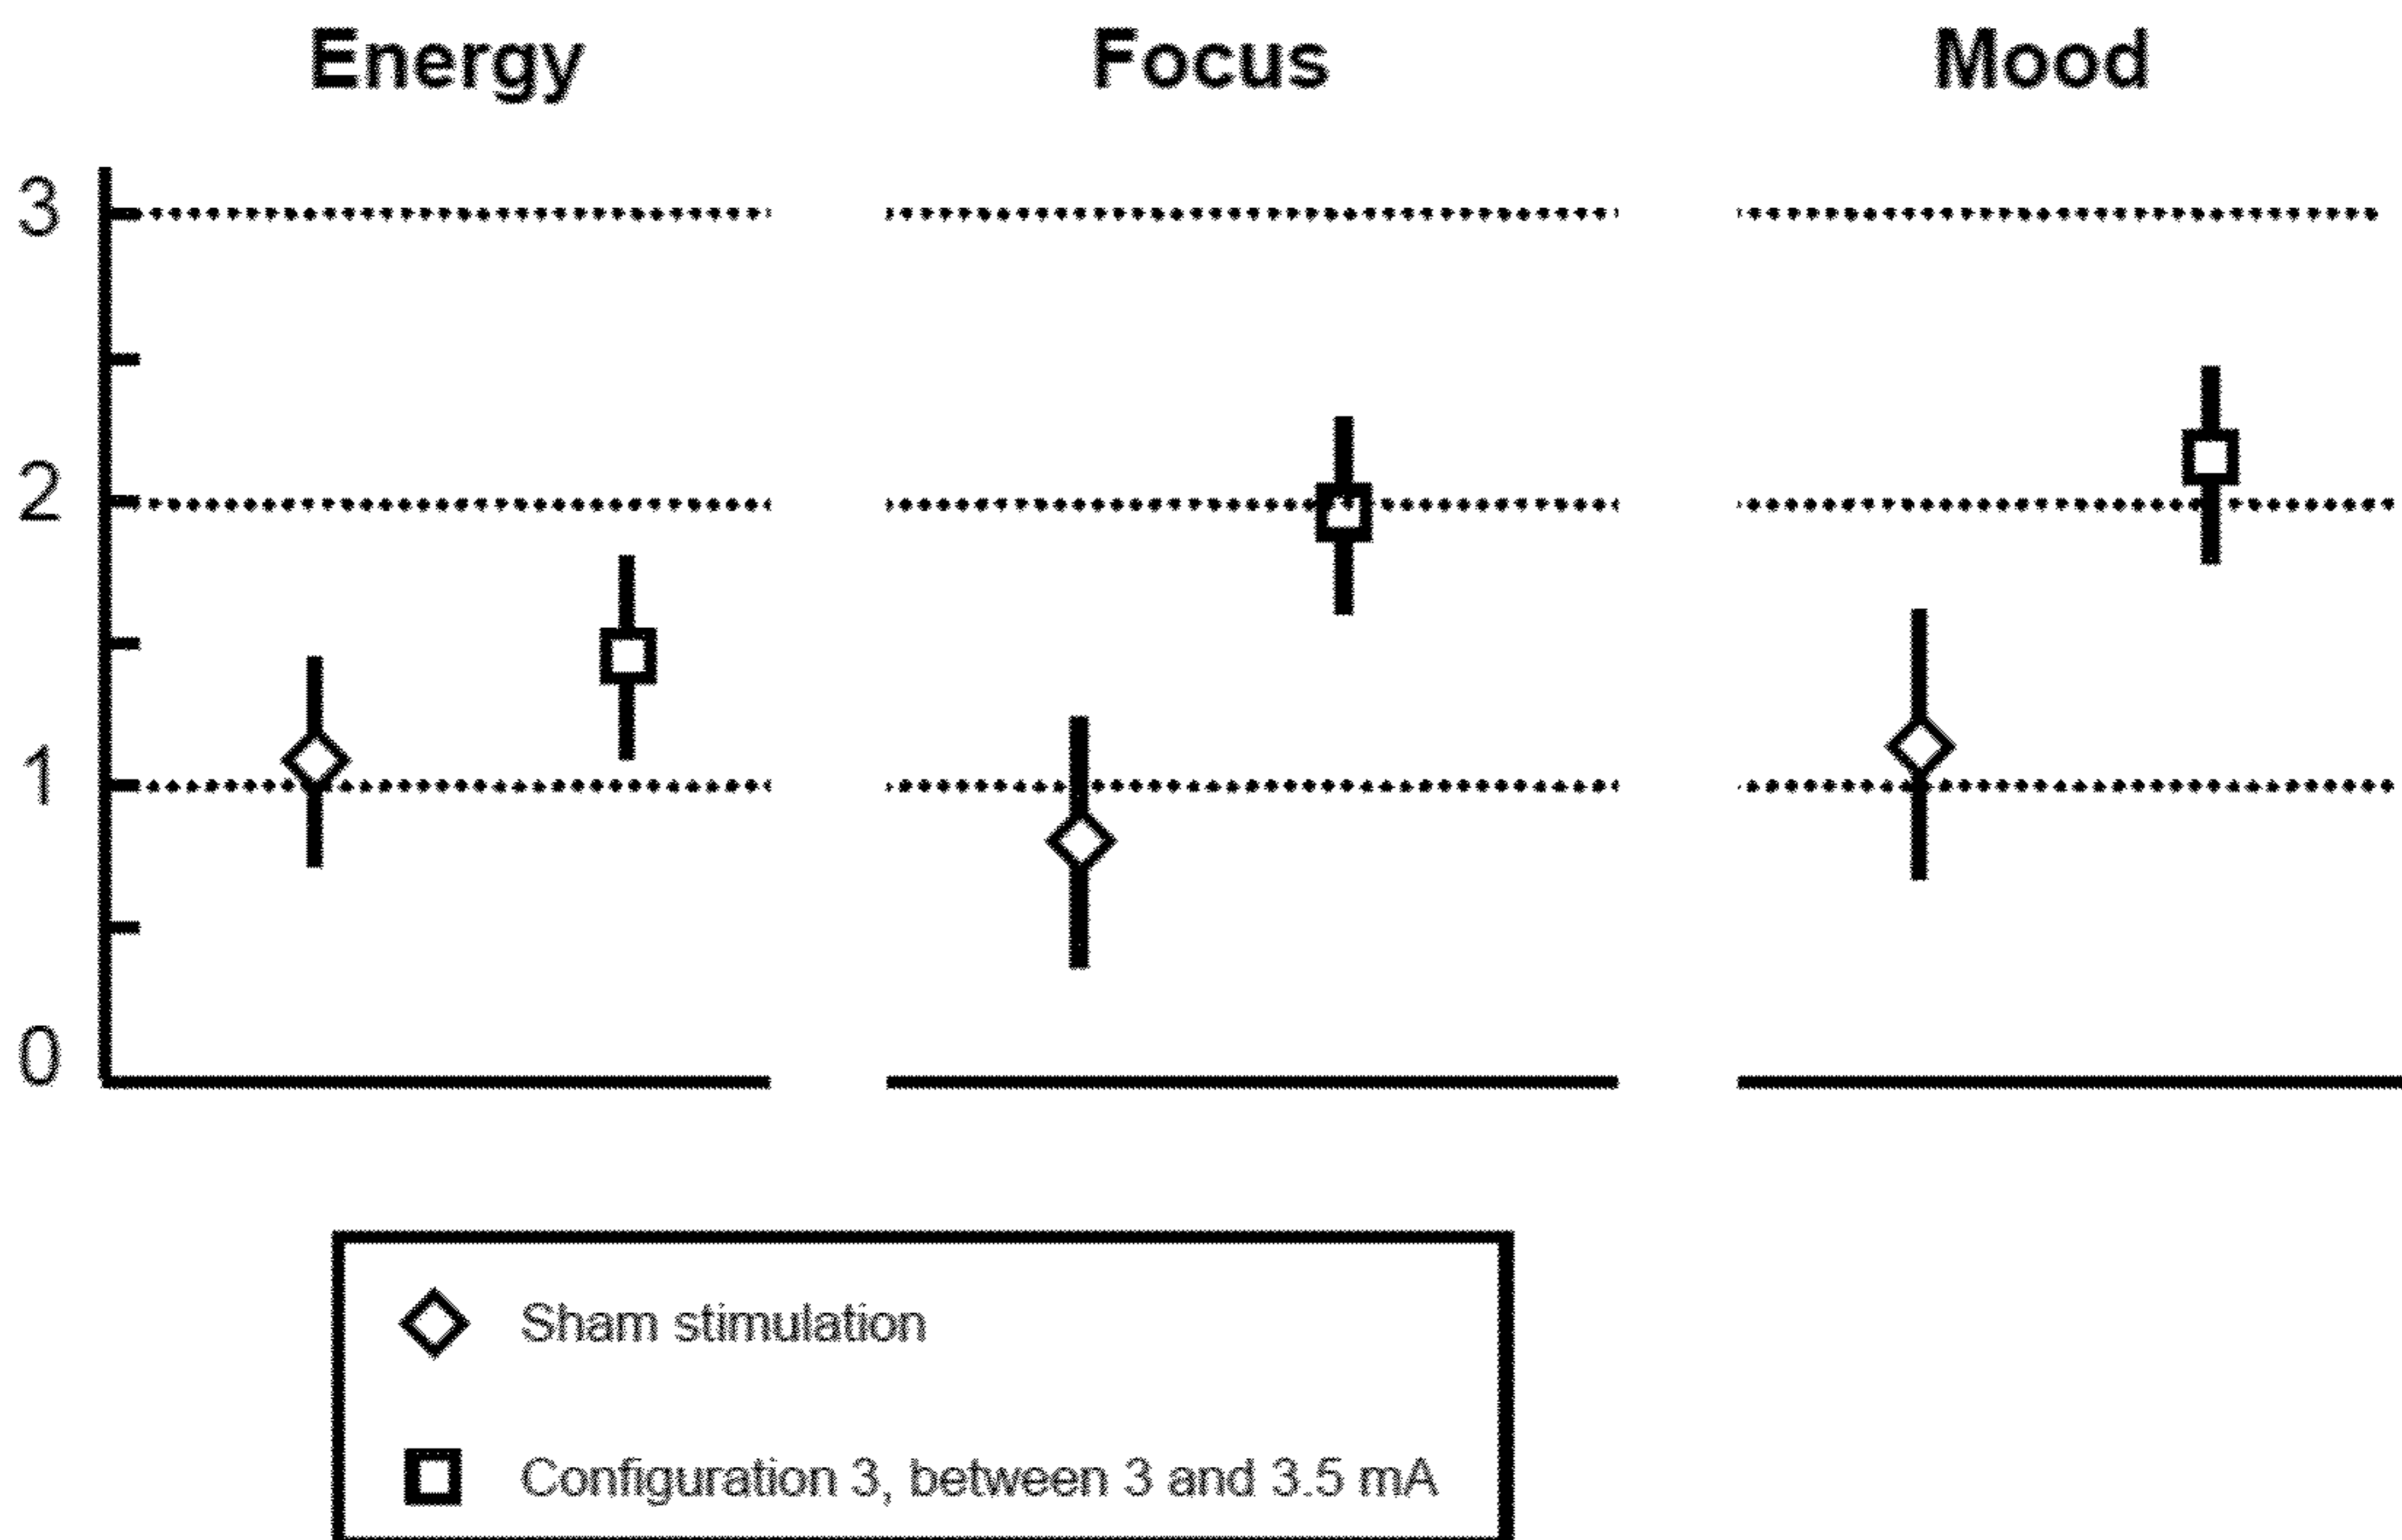 Energy Focus Mood
3
2
1
0
Sham stimulation
Configuration 3, between 3 and 3.5 mA